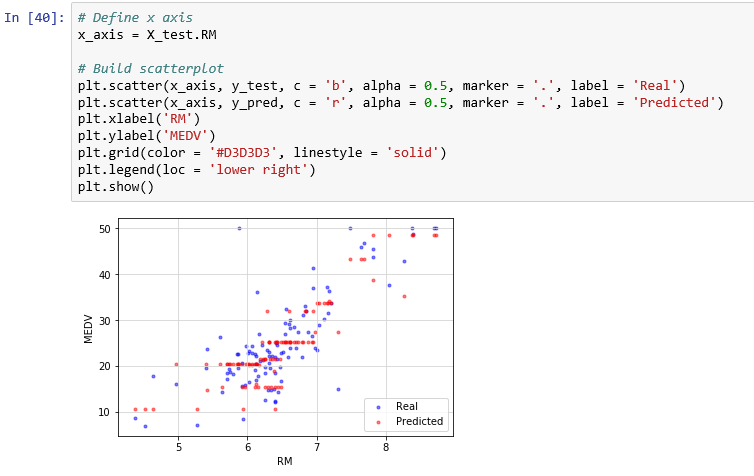 In [40]: # Define x axis
x_axis = X_test.RM
# Build scatterplot
plt.scatter(x_axis, y_test, c = 'b', alpha = 0.5, marker = '.', label = 'Real')
plt.scatter(x_axis, y_pred, c = 'r', alpha = 0.5, marker = '.', label = 'Predicted')
plt.xlabel('RM')
plt.ylabel('MEDV')
plt.grid(color = '#D3D3D3', linestyle = 'solid')
plt.legend(loc = 'lower right')
plt.show()
50
40
30
20
10
MEDV
Real
Predicted
5 6 7 8
RM